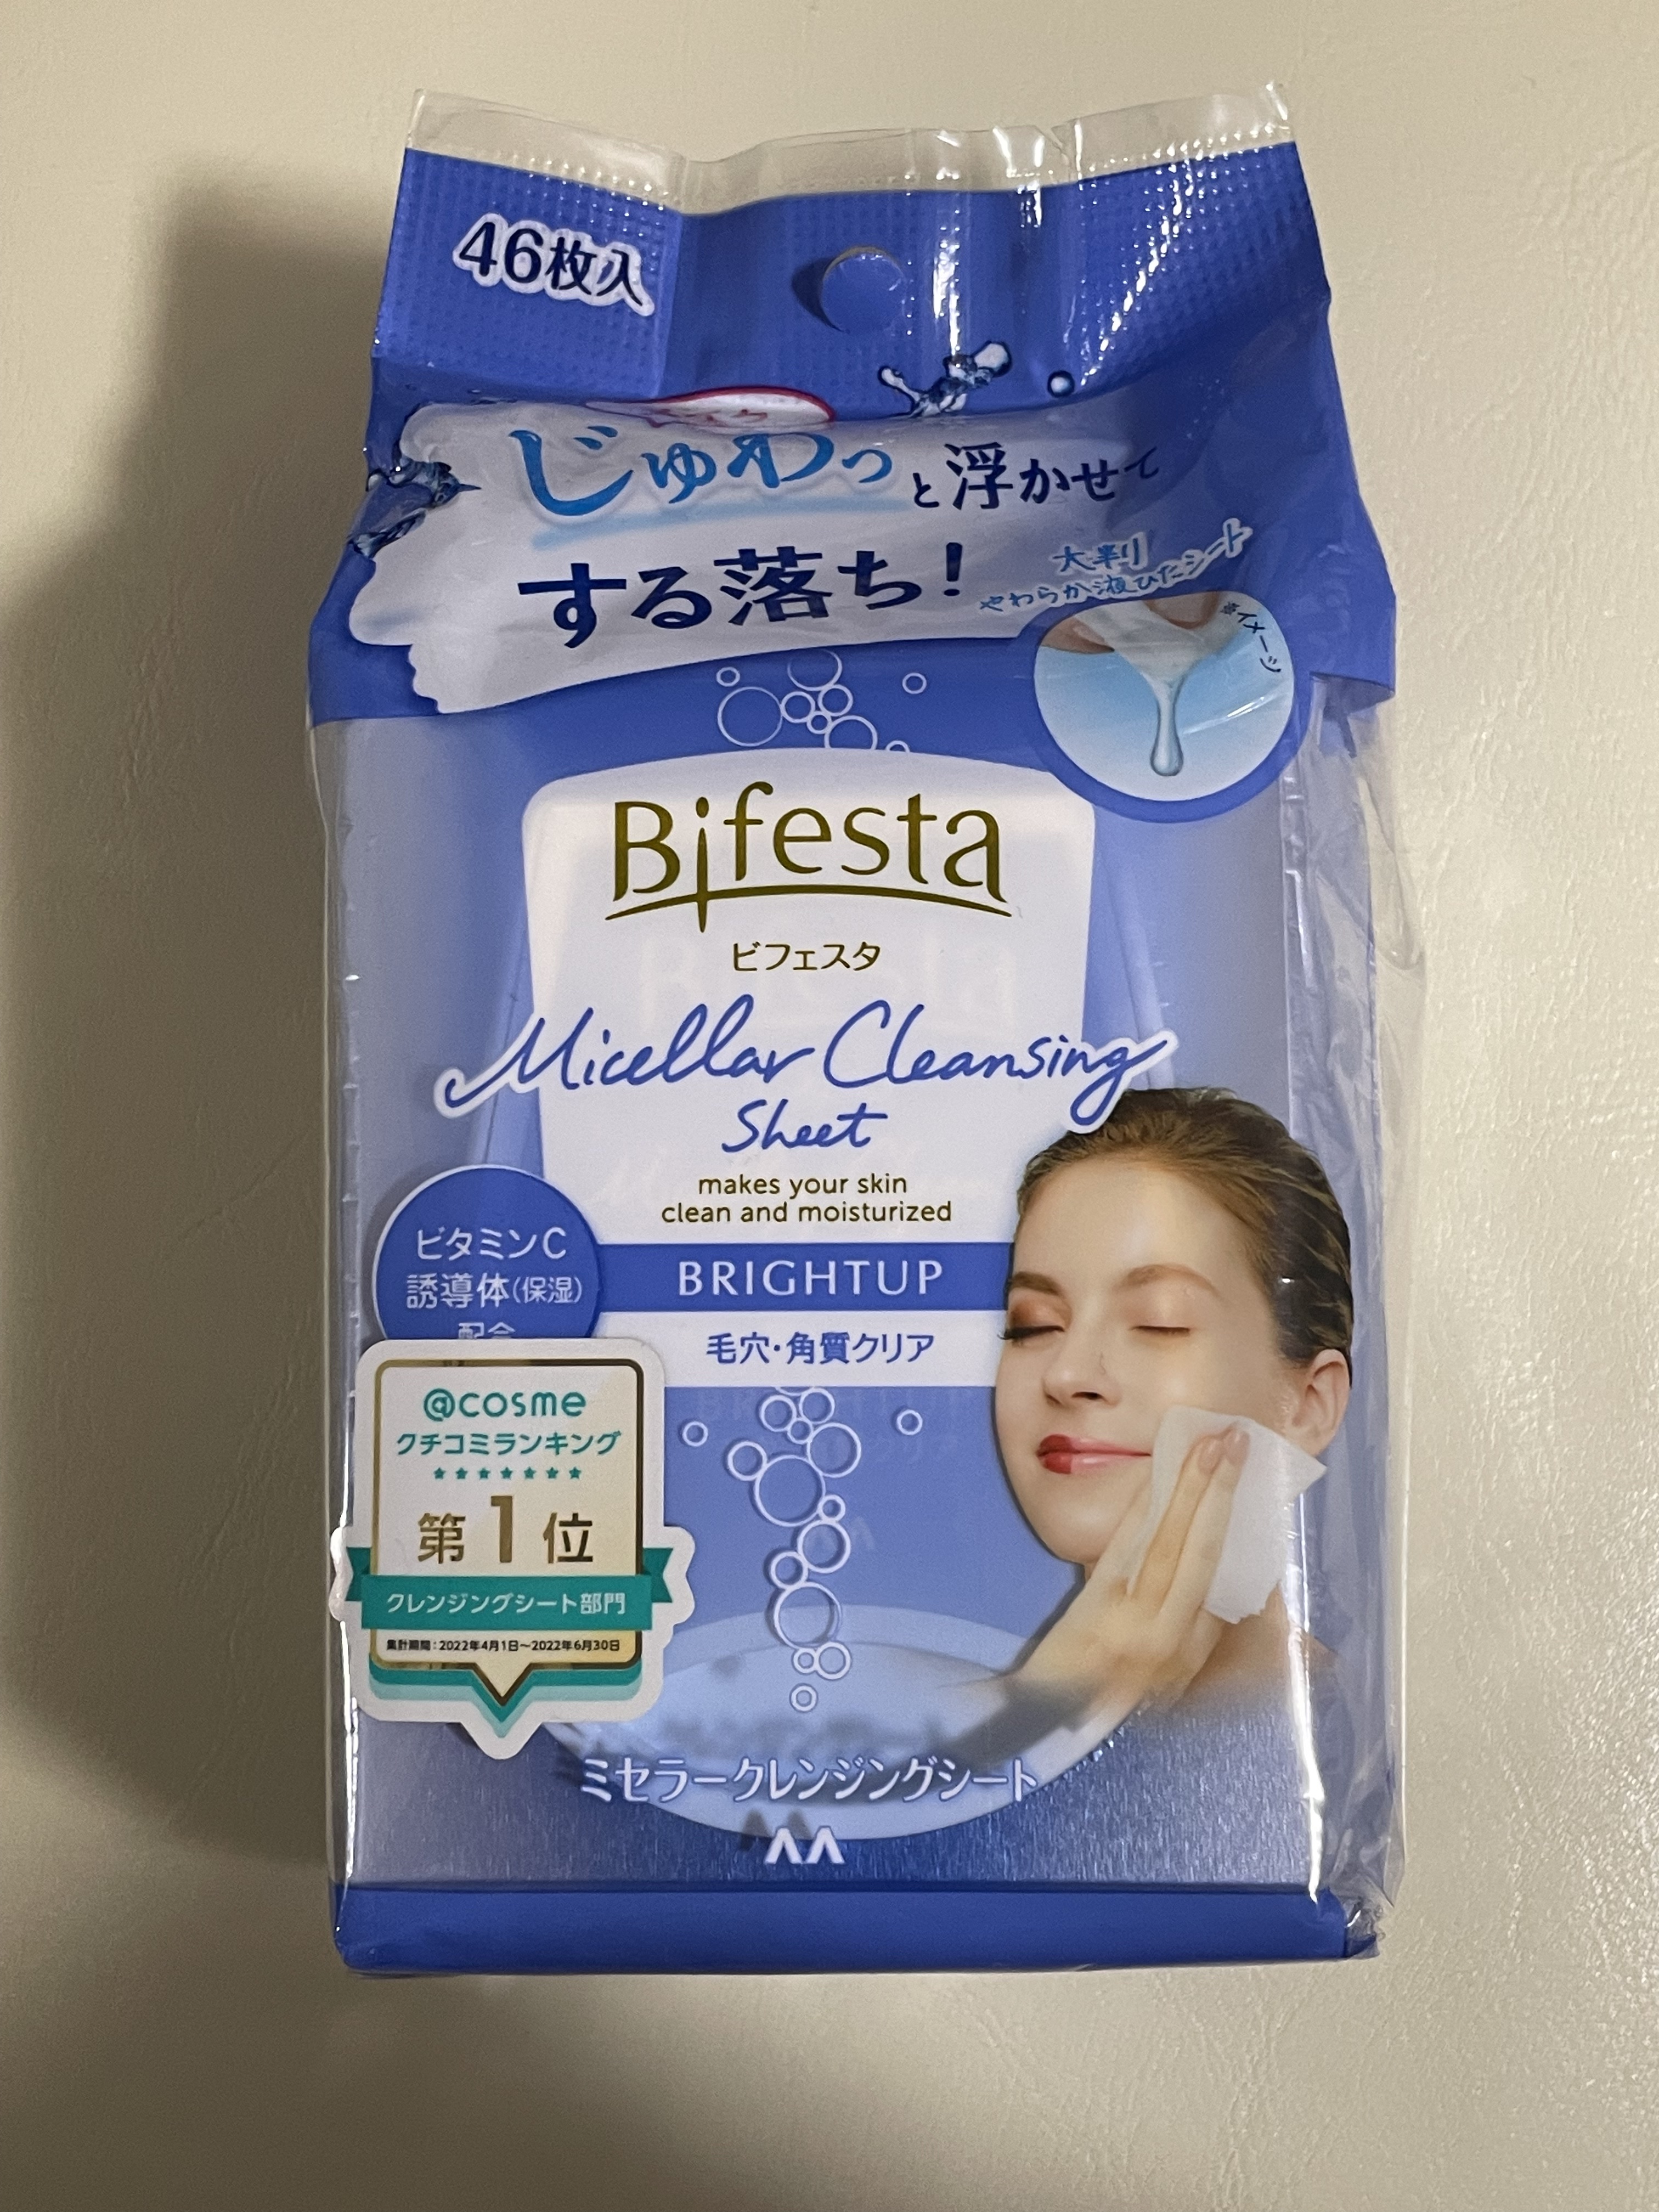 46枚入
じゅわっと浮かせて
する落ち!
大判
やわらか液ひたシート
※イメージ
Bifesta
ビフェスタ
Micellar Cleansing
Sheet
makes your skin
clean and moisturized
BRIGHTUP
毛穴・角質クリア
ビタミンC
誘導体(保湿)
配合
@cosme
クチコミランキング
★★★★★★★
第1位
クレンジングシート部門
集計期間:2022年4月1日~2022年6月30日
ミセラークレンジングシート